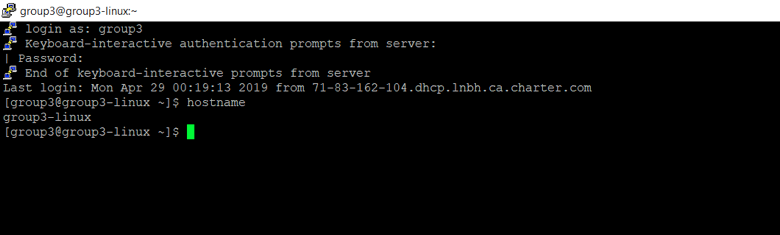 group3@group3-linux:~
login as: group3
Keyboard-interactive authentication prompts from server:
| Password:
End of keyboard-interactive prompts from server
Last login: Mon Apr 29 00:19:13 2019 from 71-83-162-104.dhcp.lnbh.ca.charter.com
[group3@group3-linux ~]$ hostname
group3-linux
[group3@group3-linux ~]$